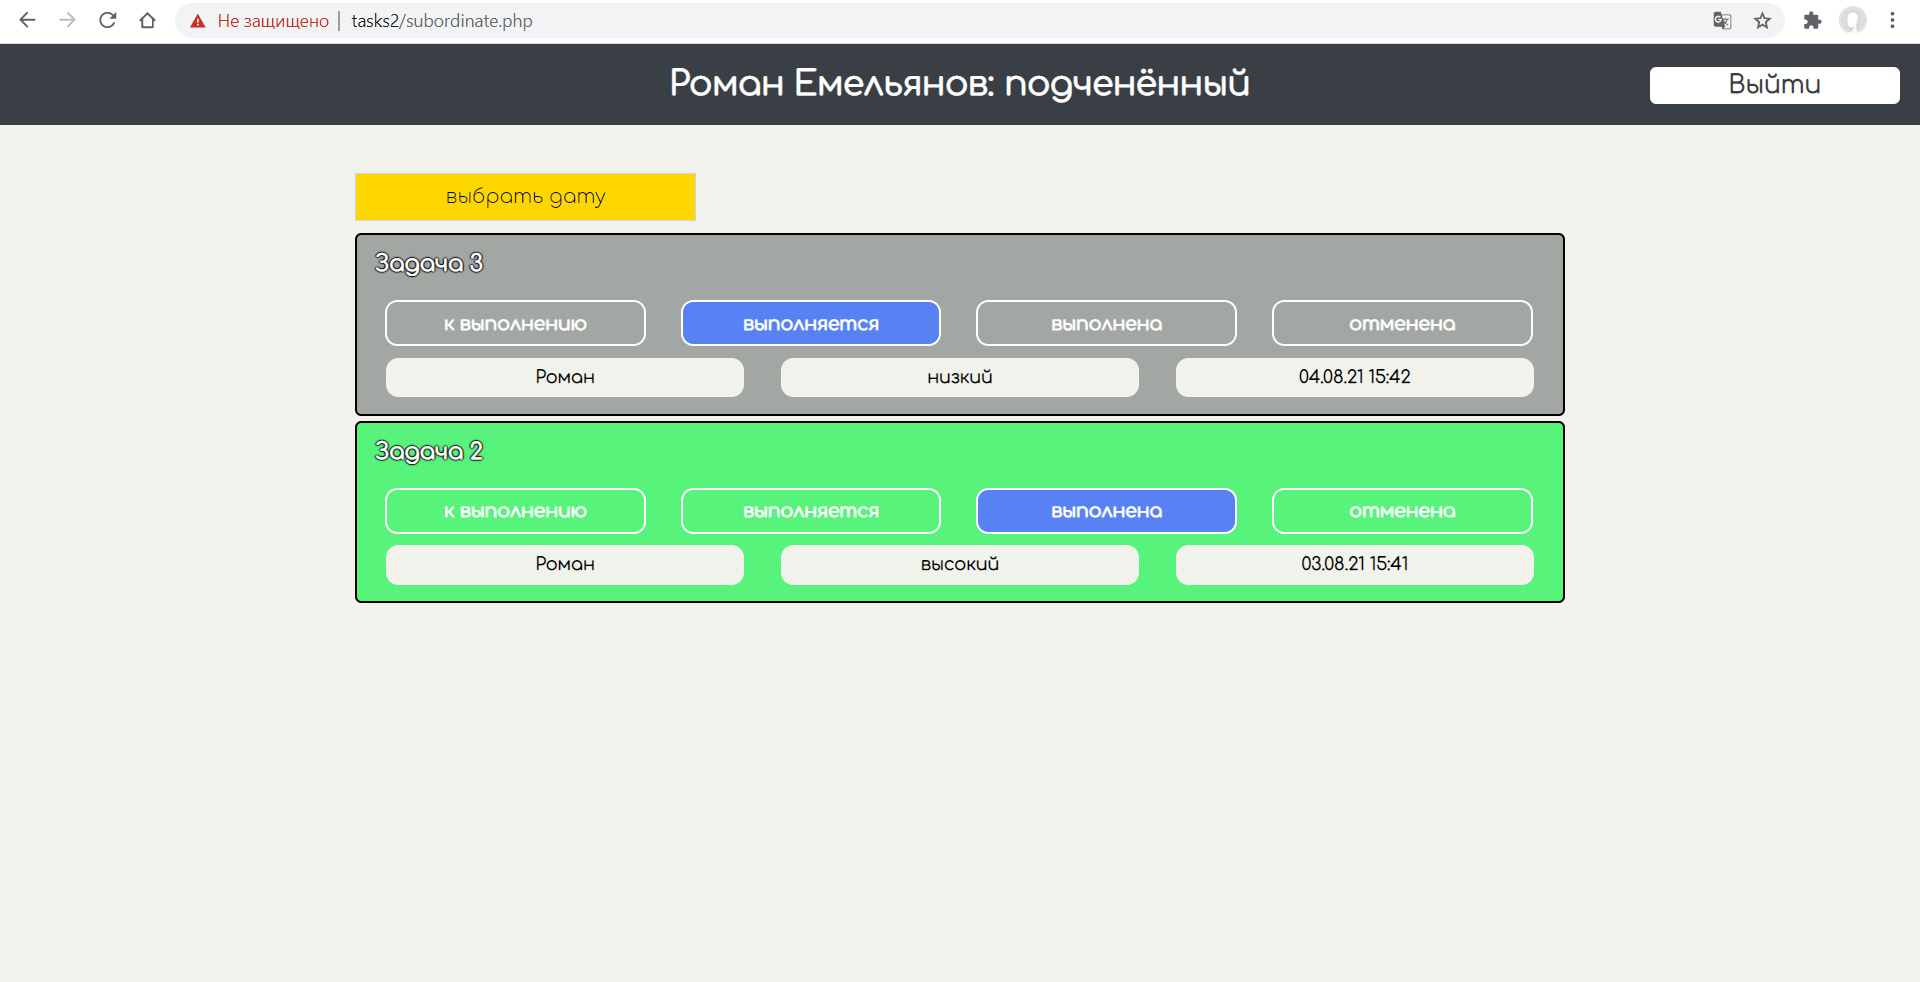 Не защищено | tasks2/subordinate.php
Роман Емельянов: подченённый
Выйти
выбрать дату
Задача 3
к выполнению выполняется выполнена отменена
Роман низкий 04.08.21 15:42
Задача 2
к выполнению выполняется выполнена отменена
Роман высокий 03.08.21 15:41